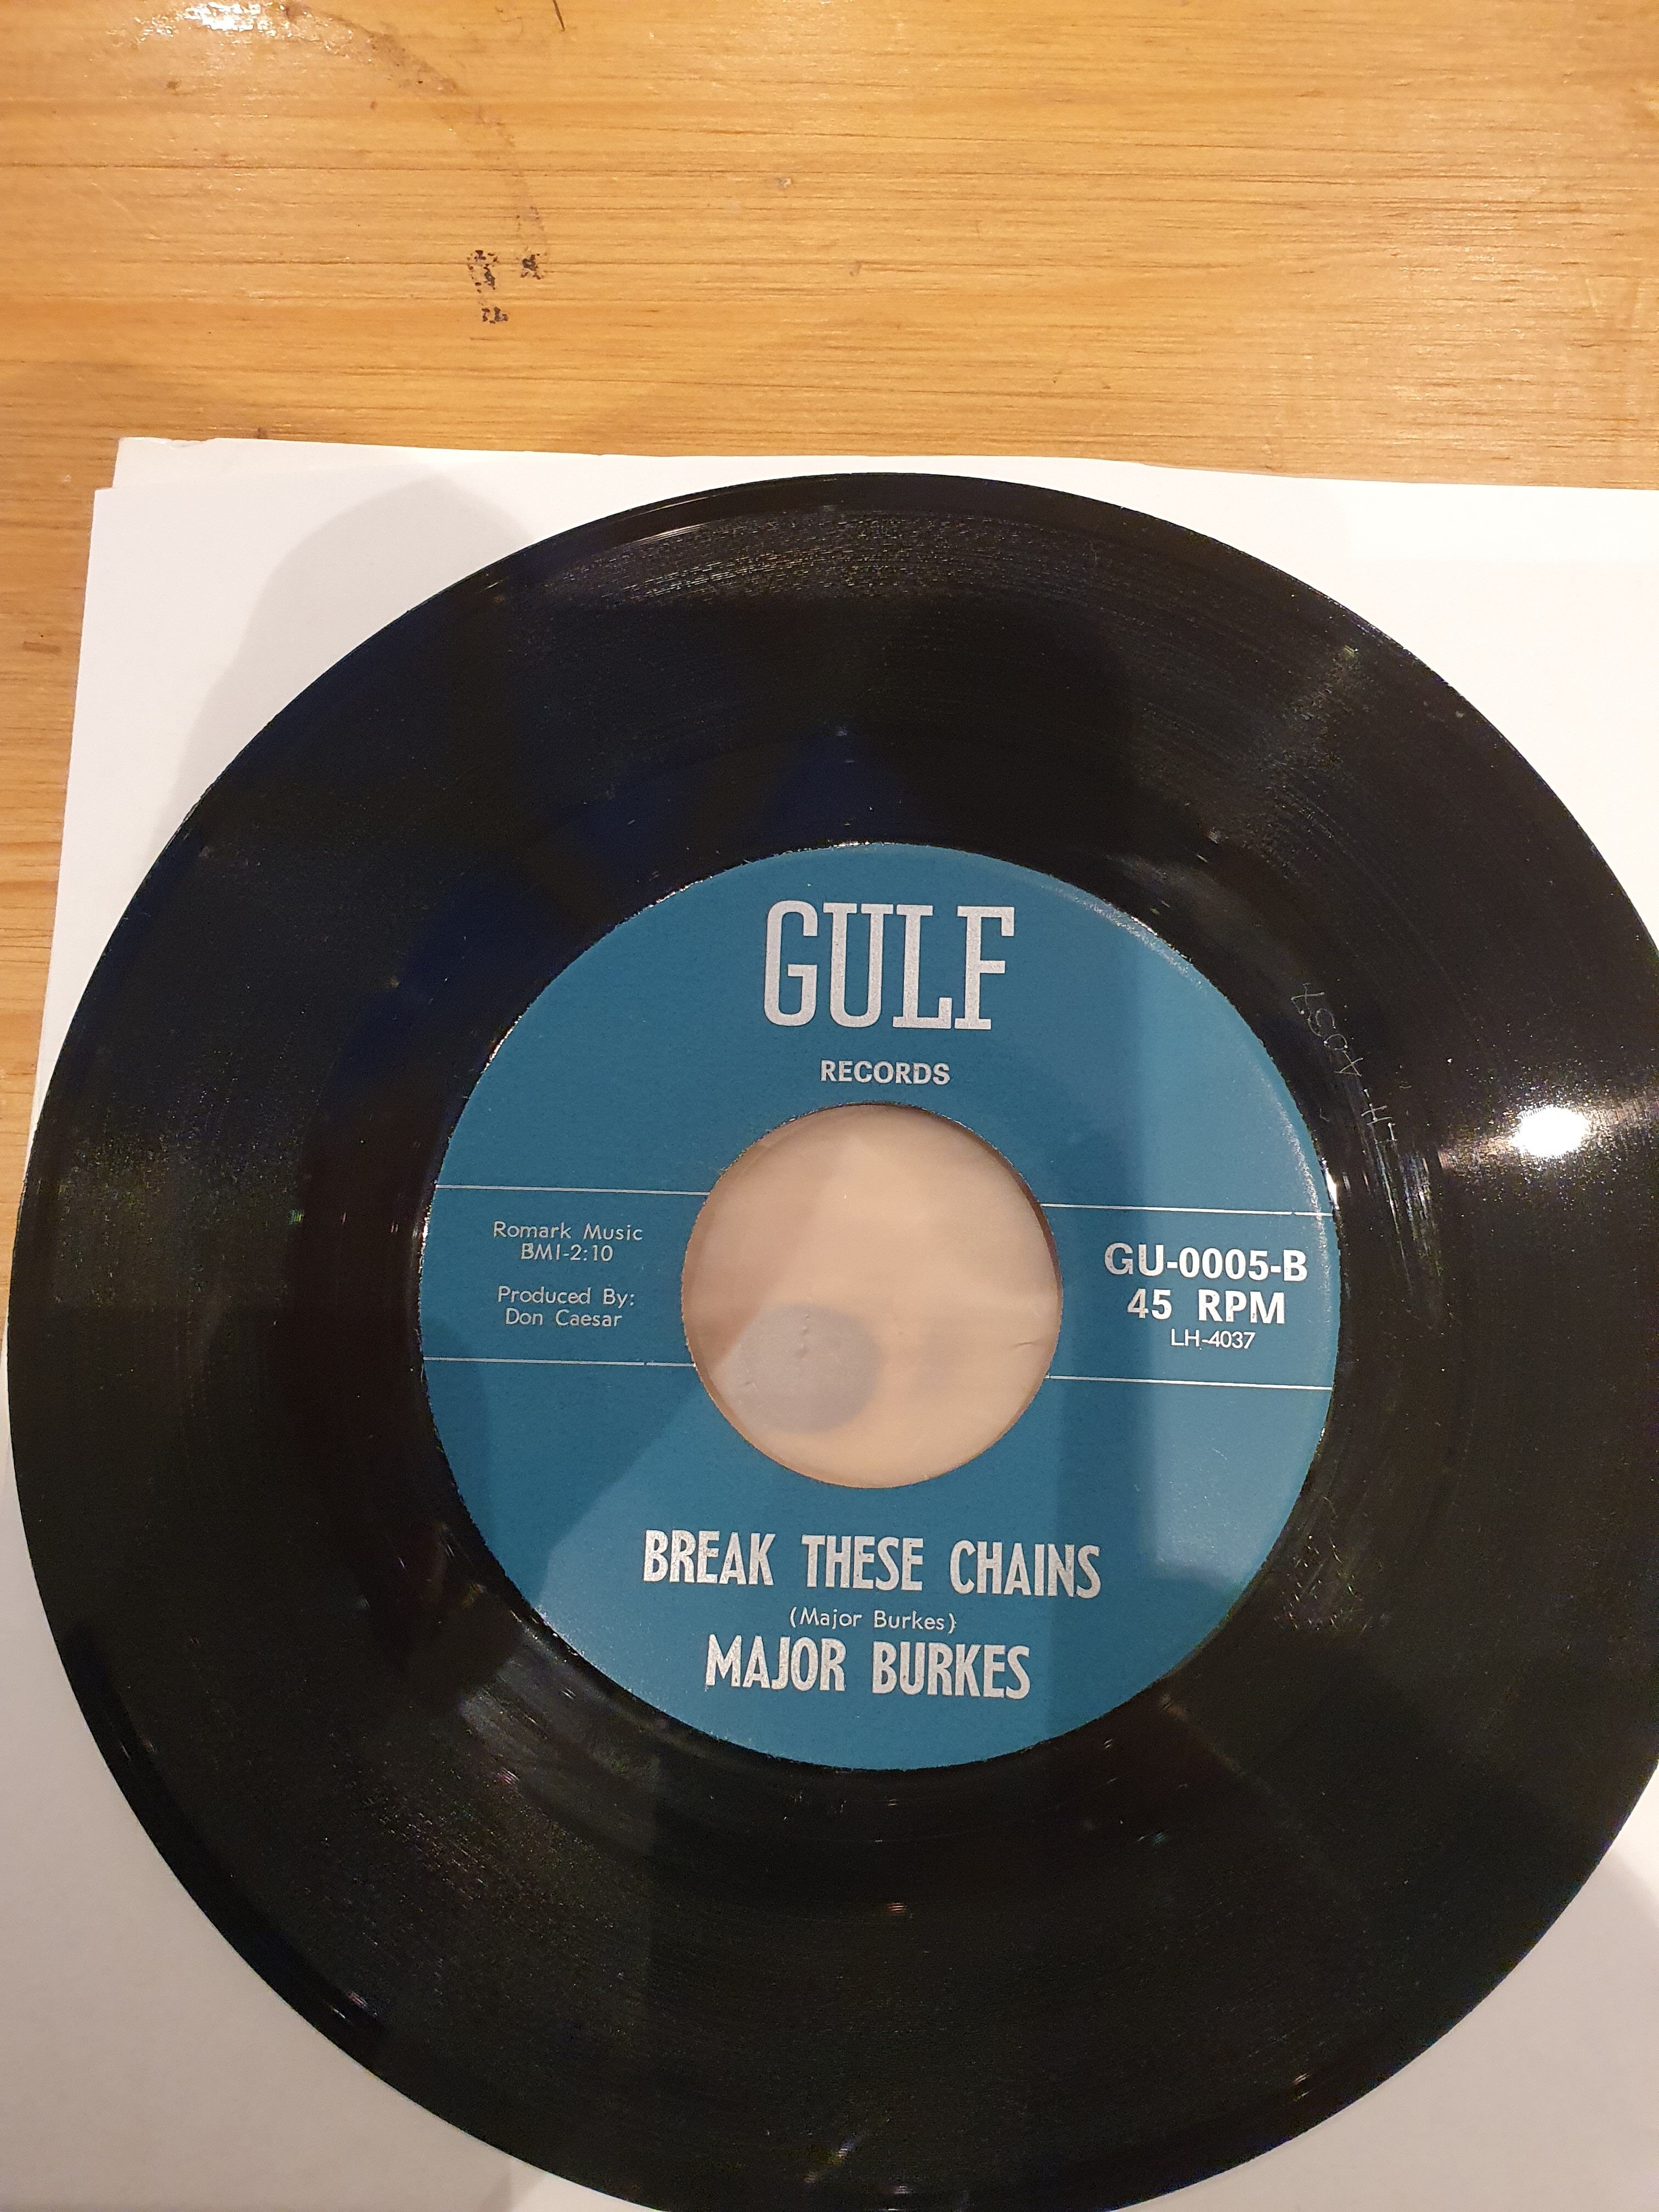 GULF
RECORDS
Romark Music
BMI-2:10
Produced By:
Don Caesar
GU-0005-B
45 RPM
LH-4037
BREAK THESE CHAINS
(Major Burkes)
MAJOR BURKES